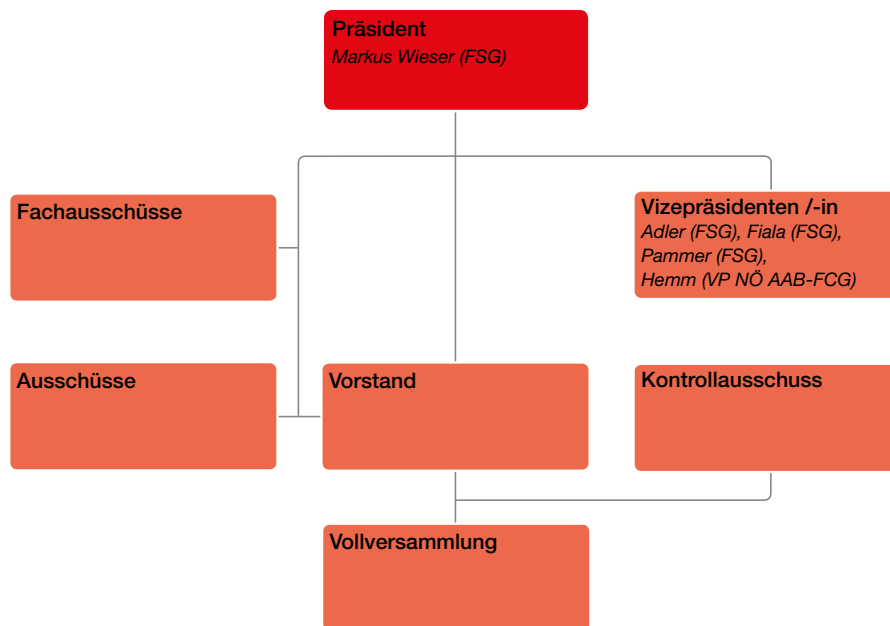 Präsident
Markus Wieser (FSG)
Fachausschüsse
Vizepräsidenten /-in
Adler (FSG), Fiala (FSG),
Pammer (FSG),
Hemm (VP NÖ AAB-FCG)
Ausschüsse
Vorstand
Kontrollausschuss
Vollversammlung